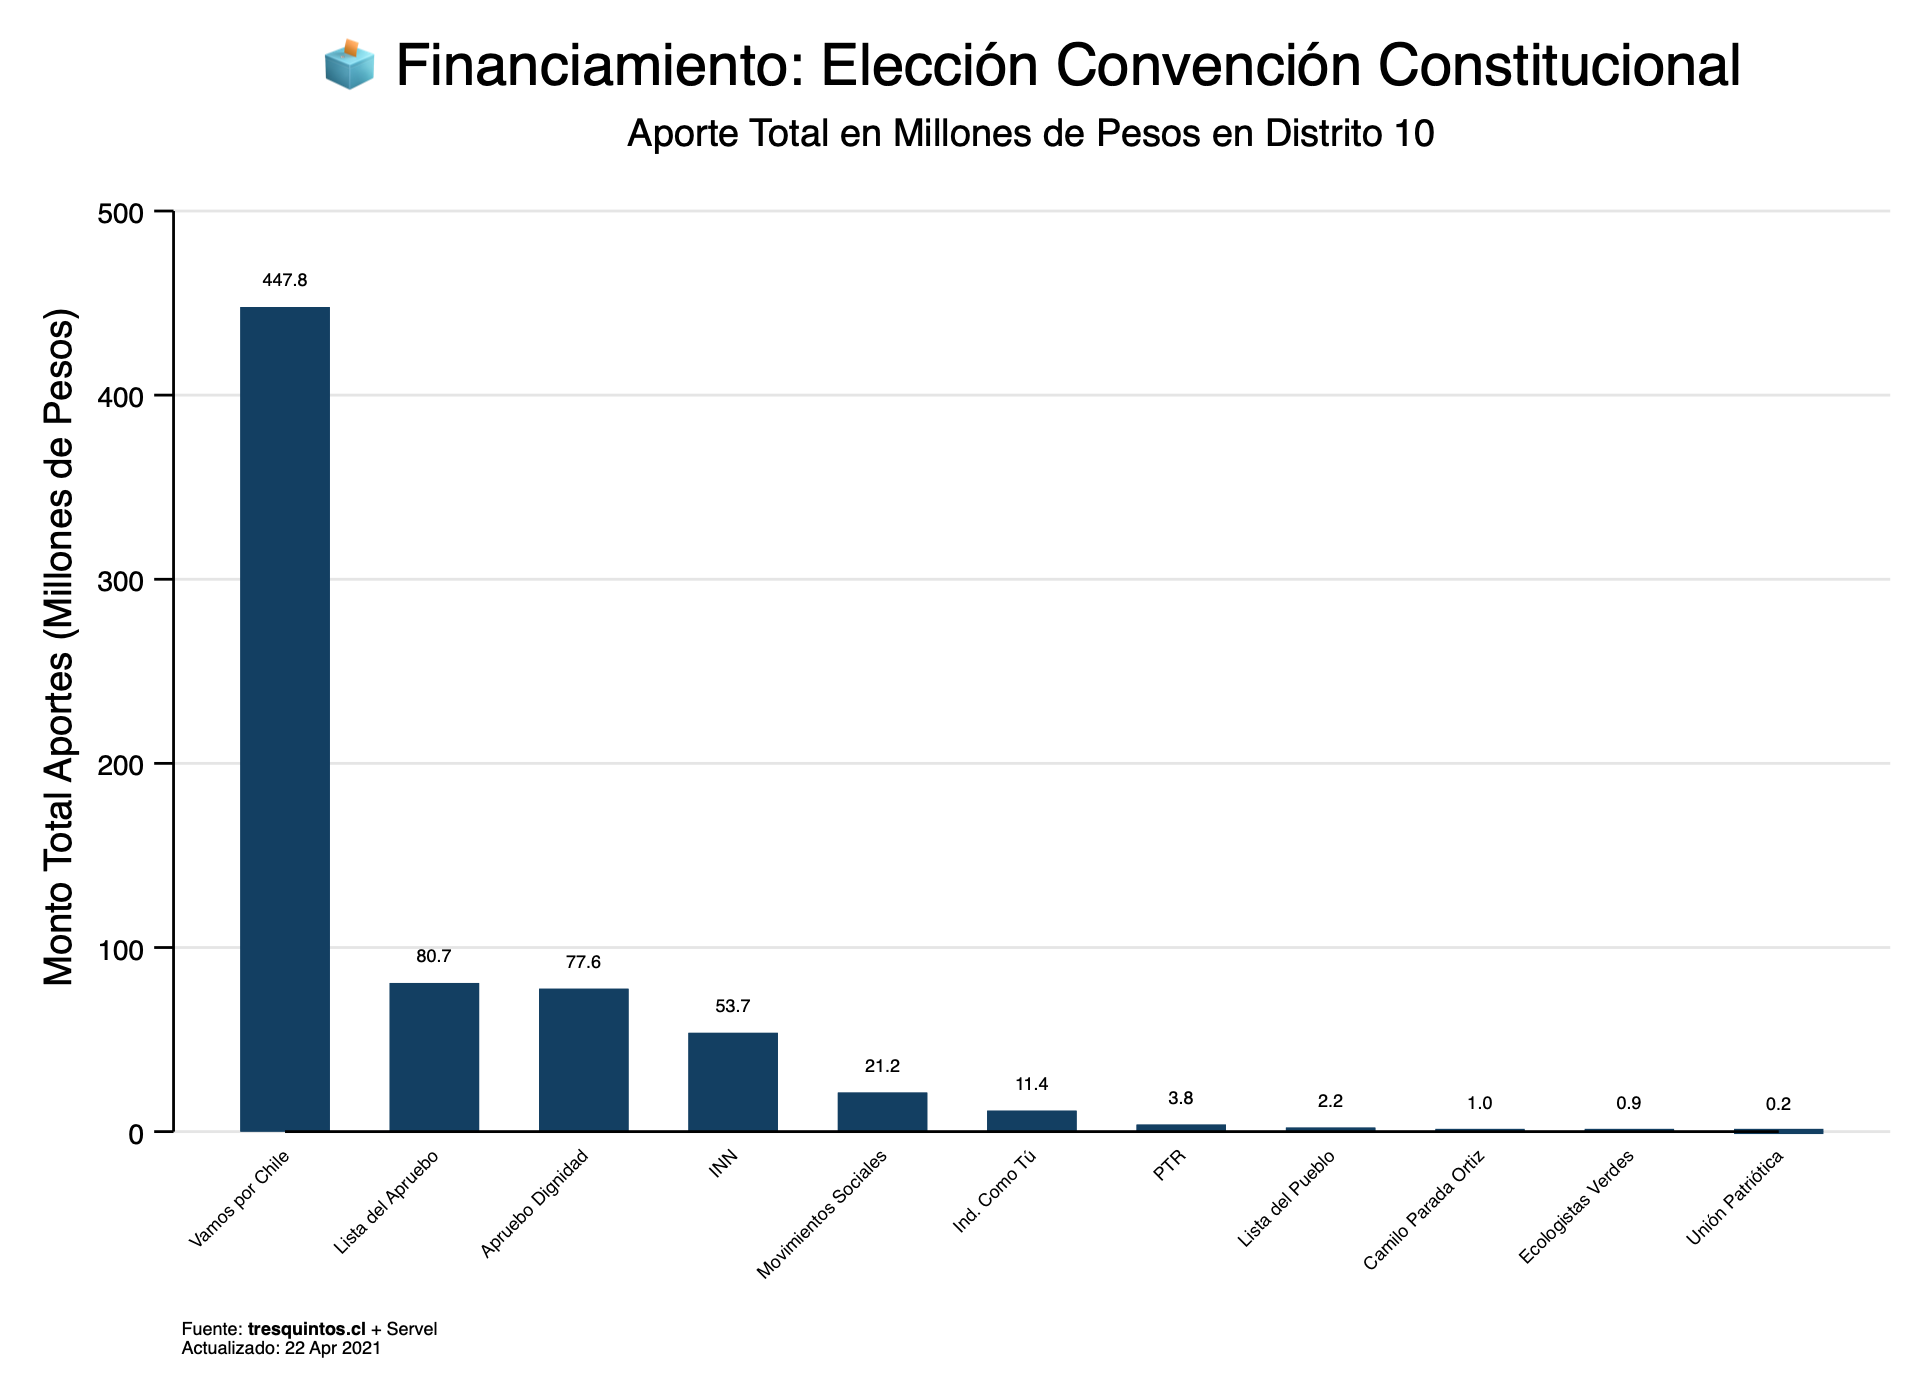 Financiamiento: Elección Convención Constitucional
Aporte Total en Millones de Pesos en Distrito 10
Monto Total Aportes (Millones de Pesos)
500
400
300
200
100
0
447.8
80.7
77.6
53.7
21.2
11.4
3.8
2.2
1.0
0.9
0.2
Vamos por Chile
Lista del Apruebo
Apruebo Dignidad
INN
Movimientos Sociales
Ind. Como Tú
PTR
Lista del Pueblo
Camilo Parada Ortiz
Ecologistas Verdes
Unión Patriótica
Fuente: tresquintos.cl + Servel
Actualizado: 22 Apr 2021